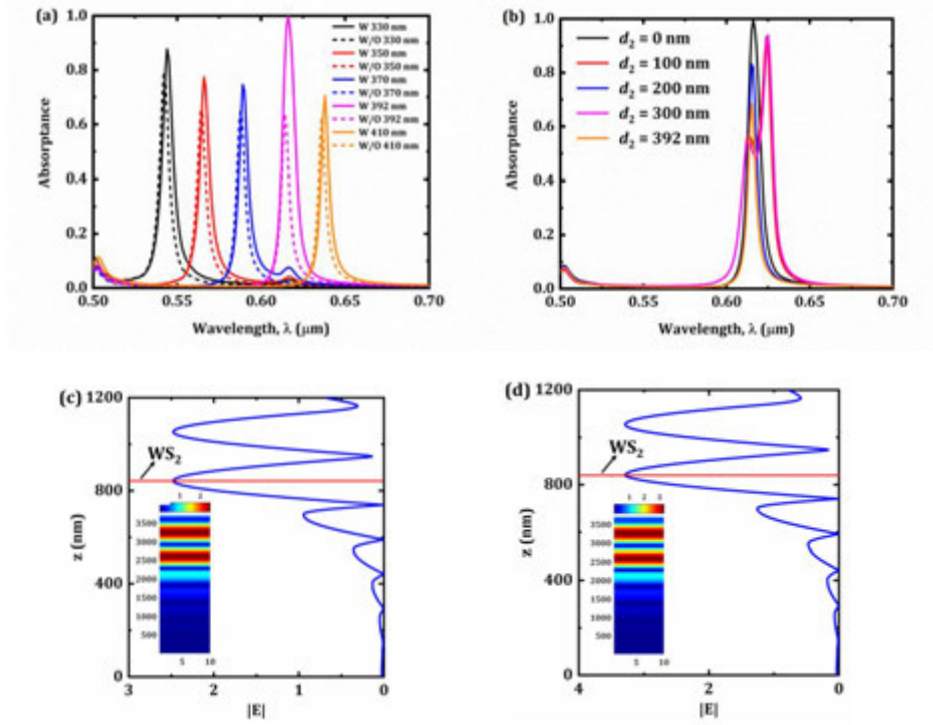 (a)
Absorptance
1.0
0.8
0.6
0.4
0.2
0.0
0.50
0.55
0.60
0.65
0.70
Wavelength, λ (μm)
W 330 nm
W/O 330 nm
W 350 nm
W/O 350 nm
W 370 nm
W/O 370 nm
W 392 nm
W/O 392 nm
W 410 nm
W/O 410 nm
(b)
Absorptance
1.0
0.8
0.6
0.4
0.2
0.0
0.50
0.55
0.60
0.65
0.70
Wavelength, λ (μm)
d₂ = 0 nm
d₂ = 100 nm
d₂ = 200 nm
d₂ = 300 nm
d₂ = 392 nm
(c)
z (nm)
1200
800
400
0
WS₂
1 2
3500
3000
2500
2000
1500
1000
500
5 10
3 2 1 0
|E|
(d)
z (nm)
1200
800
400
0
WS₂
1 2 3
3500
3000
2500
2000
1500
1000
500
5 10
4 2 0
|E|